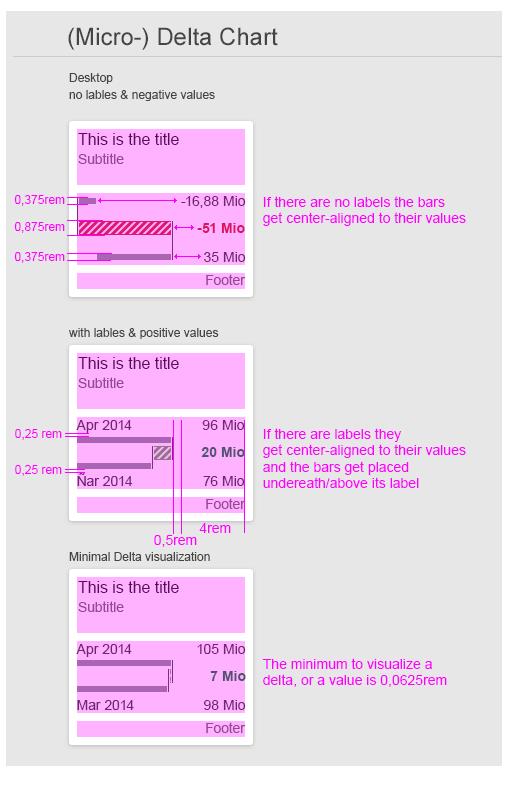 (Micro-) Delta Chart
Desktop
no lables & negative values
This is the title
Subtitle
0,375rem
-16,88 Mio
If there are no labels the bars
get center-aligned to their values
0,875rem
-51 Mio
0,375rem
35 Mio
Footer
with lables & positive values
This is the title
Subtitle
Apr 2014 96 Mio
0,25 rem
If there are labels they
get center-aligned to their values
and the bars get placed
undereath/above its label
20 Mio
0,25 rem
Nar 2014 76 Mio
Footer
4rem
0,5rem
Minimal Delta visualization
This is the title
Subtitle
Apr 2014 105 Mio
The minimum to visualize a
delta, or a value is 0,0625rem
7 Mio
Mar 2014 98 Mio
Footer